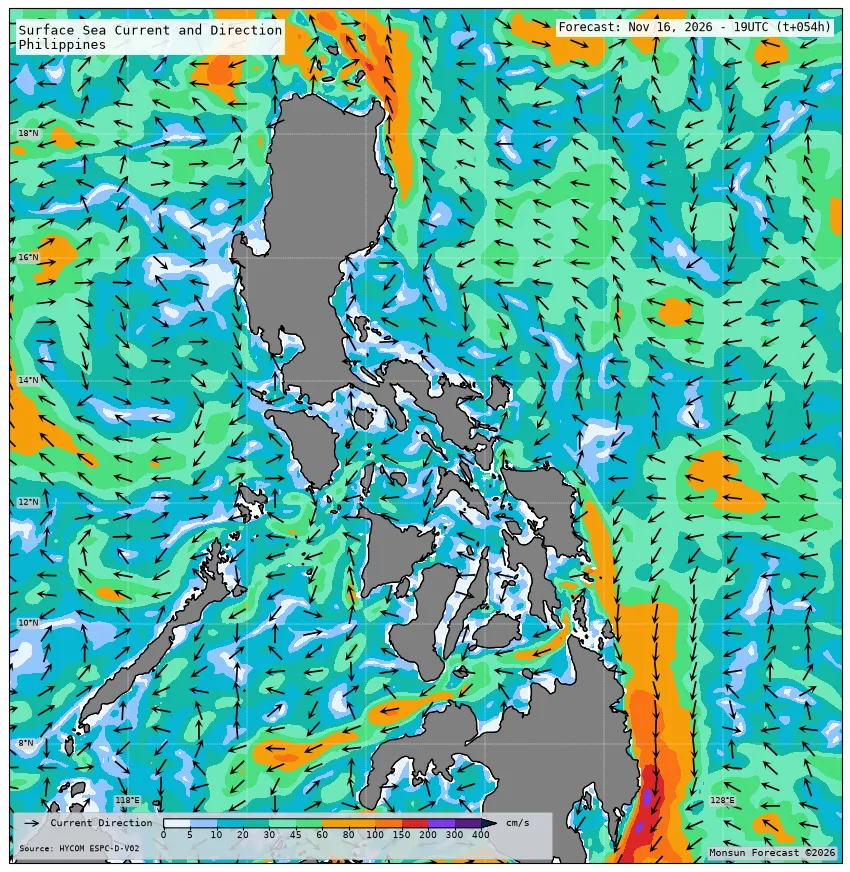 Surface Sea Current and Direction
Philippines
Forecast: Nov 16, 2026 - 19UTC (t+054h)
18°N
16°N
14°N
12°N
10°N
8°N
118°E
128°E
Current Direction
0 5 10 20 30 45 60 80 100 150 200 300 400
cm/s
Source: HYCOM ESPC-D-V02
Monsun Forecast ©2026